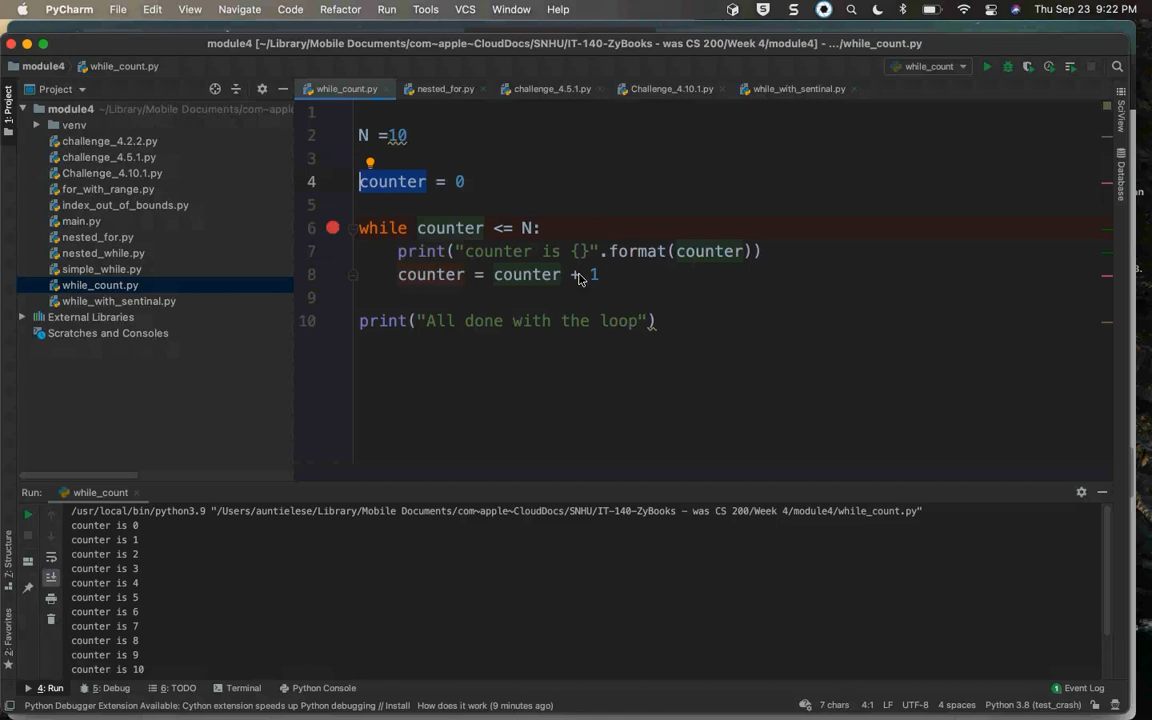 PyCharm File Edit View Navigate Code Refactor Run Tools VCS Window Help Thu Sep 23 9:22 PM
module4 [~/Library/Mobile Documents/com~apple~CloudDocs/SNHU/IT-140-ZyBooks - was CS 200/Week 4/module4] - .../while_count.py
module4 while_count.py while_count
Project while_count.py nested_for.py challenge_4.5.1.py Challenge_4.10.1.py while_with_sentinal.py
1: Project
module4 ~/Library/Mobile Documents/com~apple
venv
challenge_4.2.2.py
challenge_4.5.1.py
Challenge_4.10.1.py
for_with_range.py
index_out_of_bounds.py
main.py
nested_for.py
nested_while.py
simple_while.py
while_count.py
while_with_sentinal.py
External Libraries
Scratches and Consoles
1
2 N =10
3
4 counter = 0
5
6 while counter <= N:
7 print("counter is {}".format(counter))
8 counter = counter + 1
9
10 print("All done with the loop")
SciView
Database
Run: while_count
/usr/local/bin/python3.9 "/Users/auntielese/Library/Mobile Documents/com~apple~CloudDocs/SNHU/IT-140-ZyBooks - was CS 200/Week 4/module4/while_count.py"
counter is 0
counter is 1
counter is 2
counter is 3
counter is 4
counter is 5
counter is 6
counter is 7
counter is 8
counter is 9
counter is 10
Z: Structure
2: Favorites
4: Run 5: Debug 6: TODO Terminal Python Console 1 Event Log
Python Debugger Extension Available: Cython extension speeds up Python debugging // Install How does it work (9 minutes ago) 7 chars 4:1 LF UTF-8 4 spaces Python 3.8 (test_crash)